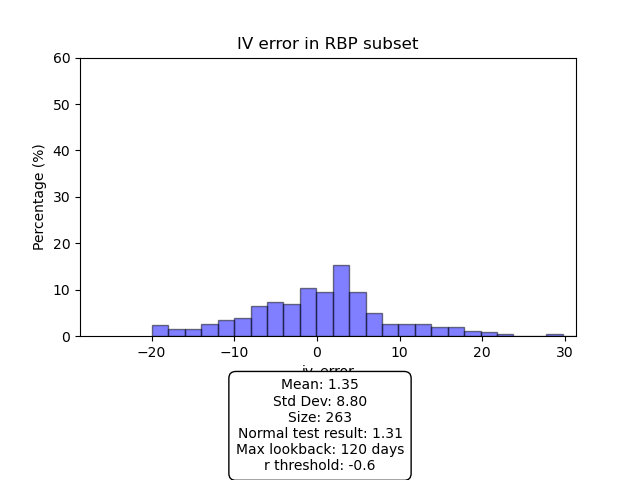 IV error in RBP subset
Percentage (%)
60
50
40
30
20
10
0
−20 −10 0 10 20 30
iv_error
Mean: 1.35
Std Dev: 8.80
Size: 263
Normal test result: 1.31
Max lookback: 120 days
r threshold: -0.6